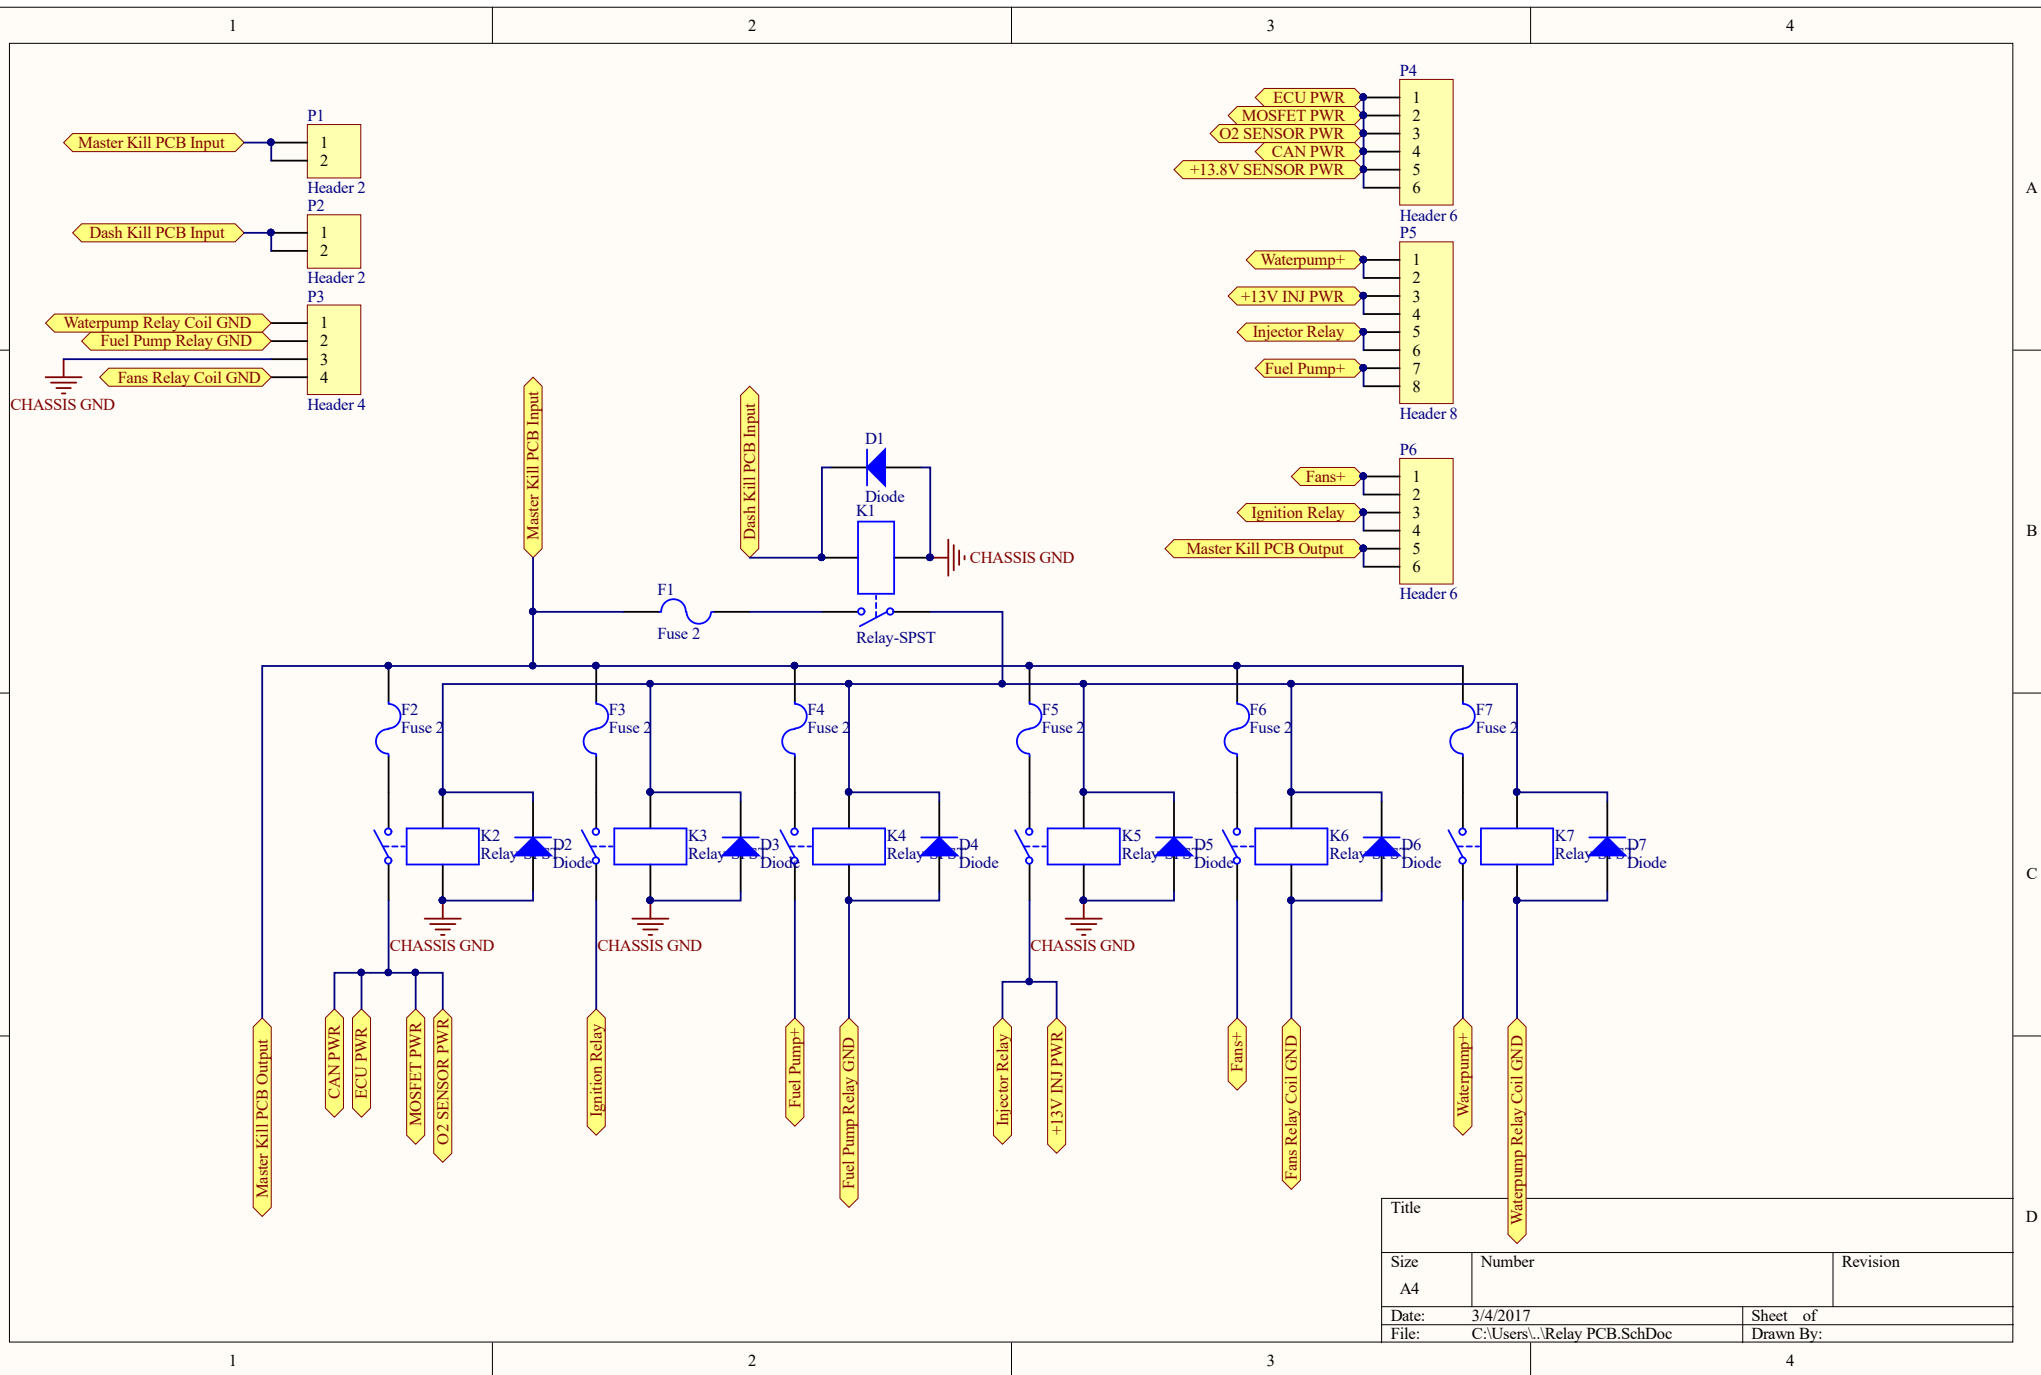 1 2 3 4
A
B
C
D
P1
Master Kill PCB Input
1
2
Header 2
P2
Dash Kill PCB Input
1
2
Header 2
P3
Waterpump Relay Coil GND
Fuel Pump Relay GND
Fans Relay Coil GND
1
2
3
4
CHASSIS GND
Header 4
P4
ECU PWR
MOSFET PWR
O2 SENSOR PWR
CAN PWR
+13.8V SENSOR PWR
1
2
3
4
5
6
Header 6
P5
Waterpump+
+13V INJ PWR
Injector Relay
Fuel Pump+
1
2
3
4
5
6
7
8
Header 8
P6
Fans+
Ignition Relay
Master Kill PCB Output
1
2
3
4
5
6
Header 6
Master Kill PCB Input
Dash Kill PCB Input
D1
Diode
K1
CHASSIS GND
Relay-SPST
F1
Fuse 2
F2
Fuse 2
F3
Fuse 2
F4
Fuse 2
F5
Fuse 2
F6
Fuse 2
F7
Fuse 2
K2
Relay-SPST
D2
Diode
K3
Relay-SPST
D3
Diode
K4
Relay-SPST
D4
Diode
K5
Relay-SPST
D5
Diode
K6
Relay-SPST
D6
Diode
K7
Relay-SPST
D7
Diode
CHASSIS GND
CHASSIS GND
CHASSIS GND
Master Kill PCB Output
CAN PWR
ECU PWR
MOSFET PWR
O2 SENSOR PWR
Ignition Relay
Fuel Pump+
Fuel Pump Relay GND
Injector Relay
+13V INJ PWR
Fans+
Fans Relay Coil GND
Waterpump+
Waterpump Relay Coil GND
Title
Size
A4
Number
Revision
Date: 3/4/2017
Sheet of
File: C:\Users\..\Relay PCB.SchDoc
Drawn By:
1 2 3 4